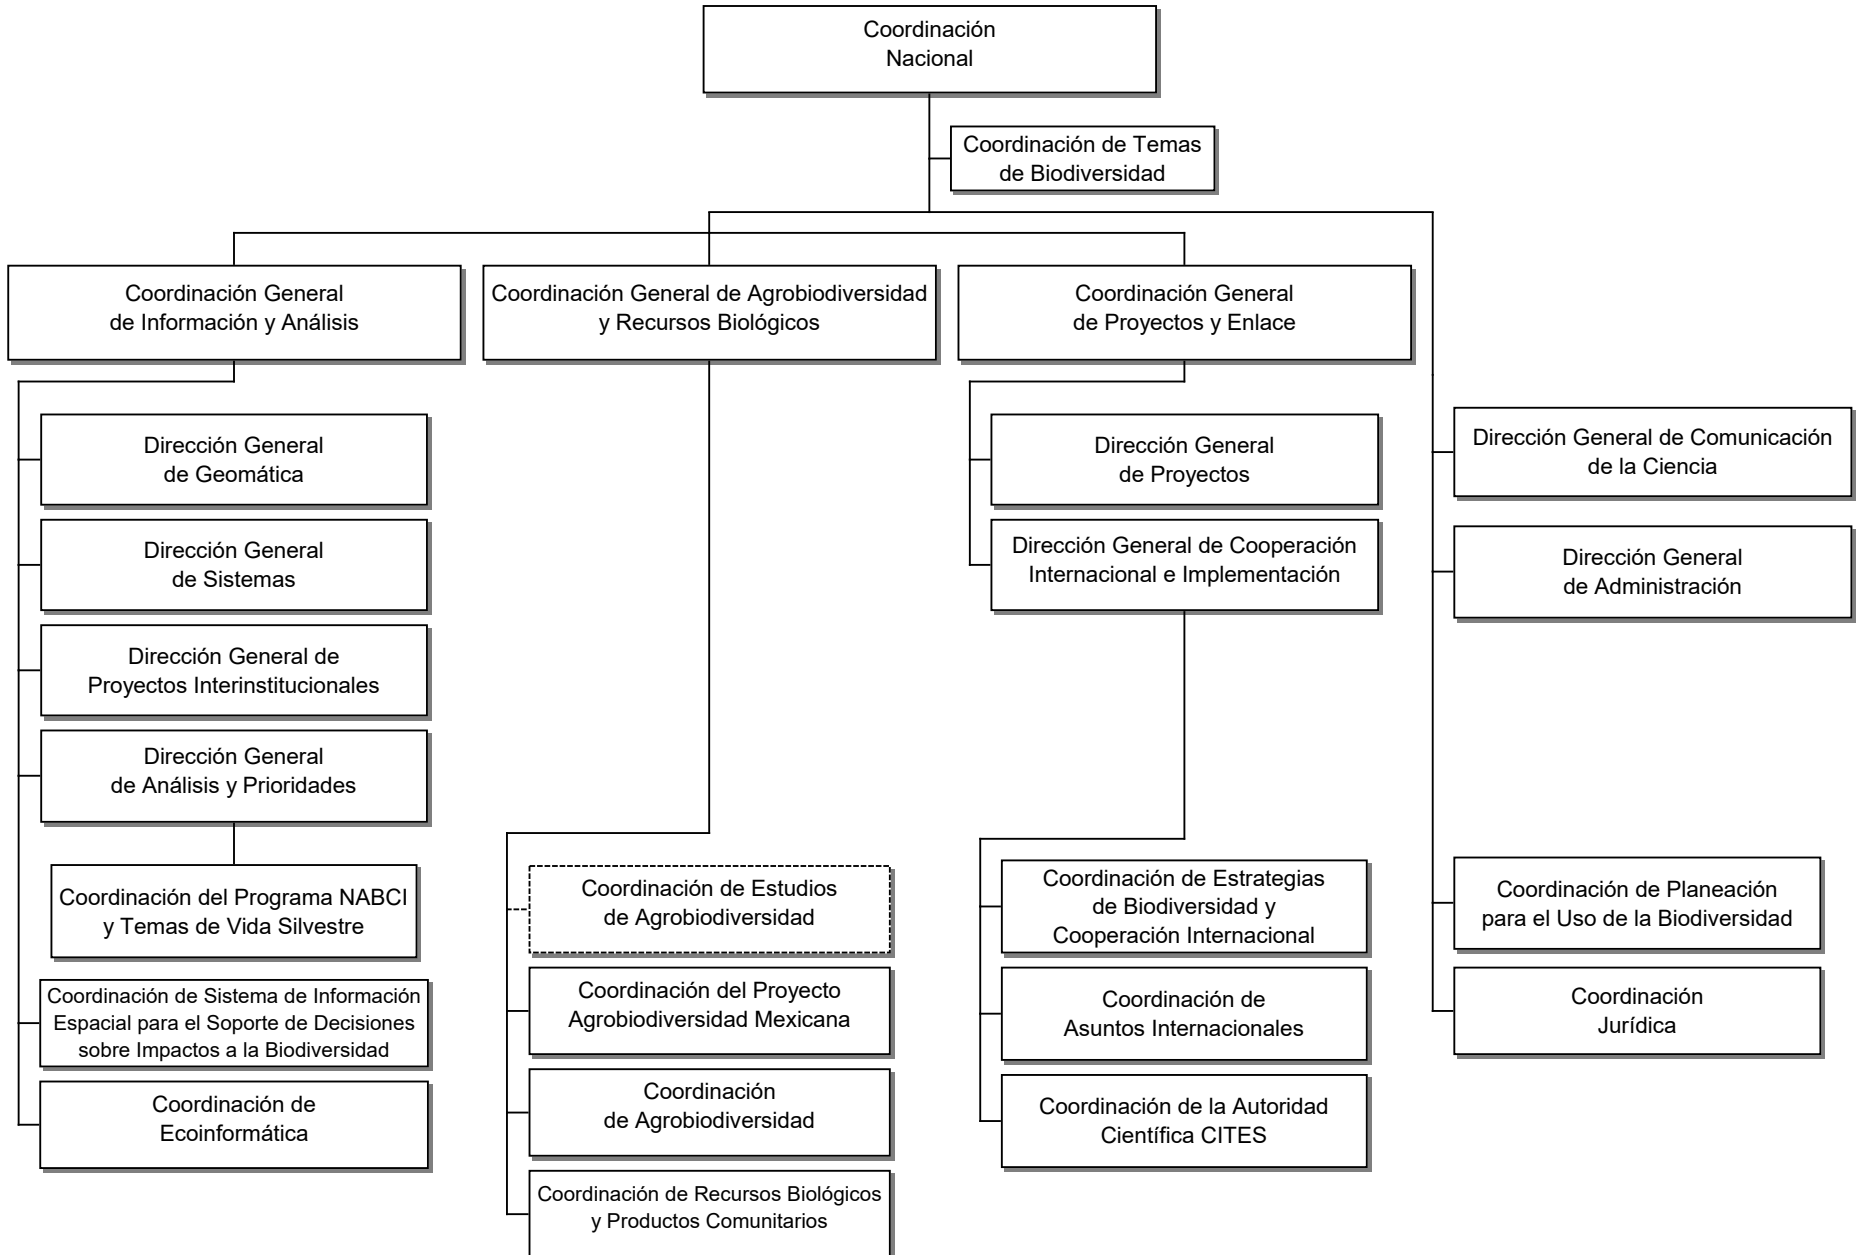 Coordinación
Nacional
Coordinación de Temas
de Biodiversidad
Coordinación General
de Información y Análisis
Coordinación General de Agrobiodiversidad
y Recursos Biológicos
Coordinación General
de Proyectos y Enlace
Dirección General
de Geomática
Dirección General
de Sistemas
Dirección General de
Proyectos Interinstitucionales
Dirección General
de Análisis y Prioridades
Coordinación del Programa NABCI
y Temas de Vida Silvestre
Coordinación de Sistema de Información
Espacial para el Soporte de Decisiones
sobre Impactos a la Biodiversidad
Coordinación de
Ecoinformática
Coordinación de Estudios
de Agrobiodiversidad
Coordinación del Proyecto
Agrobiodiversidad Mexicana
Coordinación
de Agrobiodiversidad
Coordinación de Recursos Biológicos
y Productos Comunitarios
Dirección General
de Proyectos
Dirección General de Cooperación
Internacional e Implementación
Coordinación de Estrategias
de Biodiversidad y
Cooperación Internacional
Coordinación de
Asuntos Internacionales
Coordinación de la Autoridad
Científica CITES
Dirección General de Comunicación
de la Ciencia
Dirección General
de Administración
Coordinación de Planeación
para el Uso de la Biodiversidad
Coordinación
Jurídica